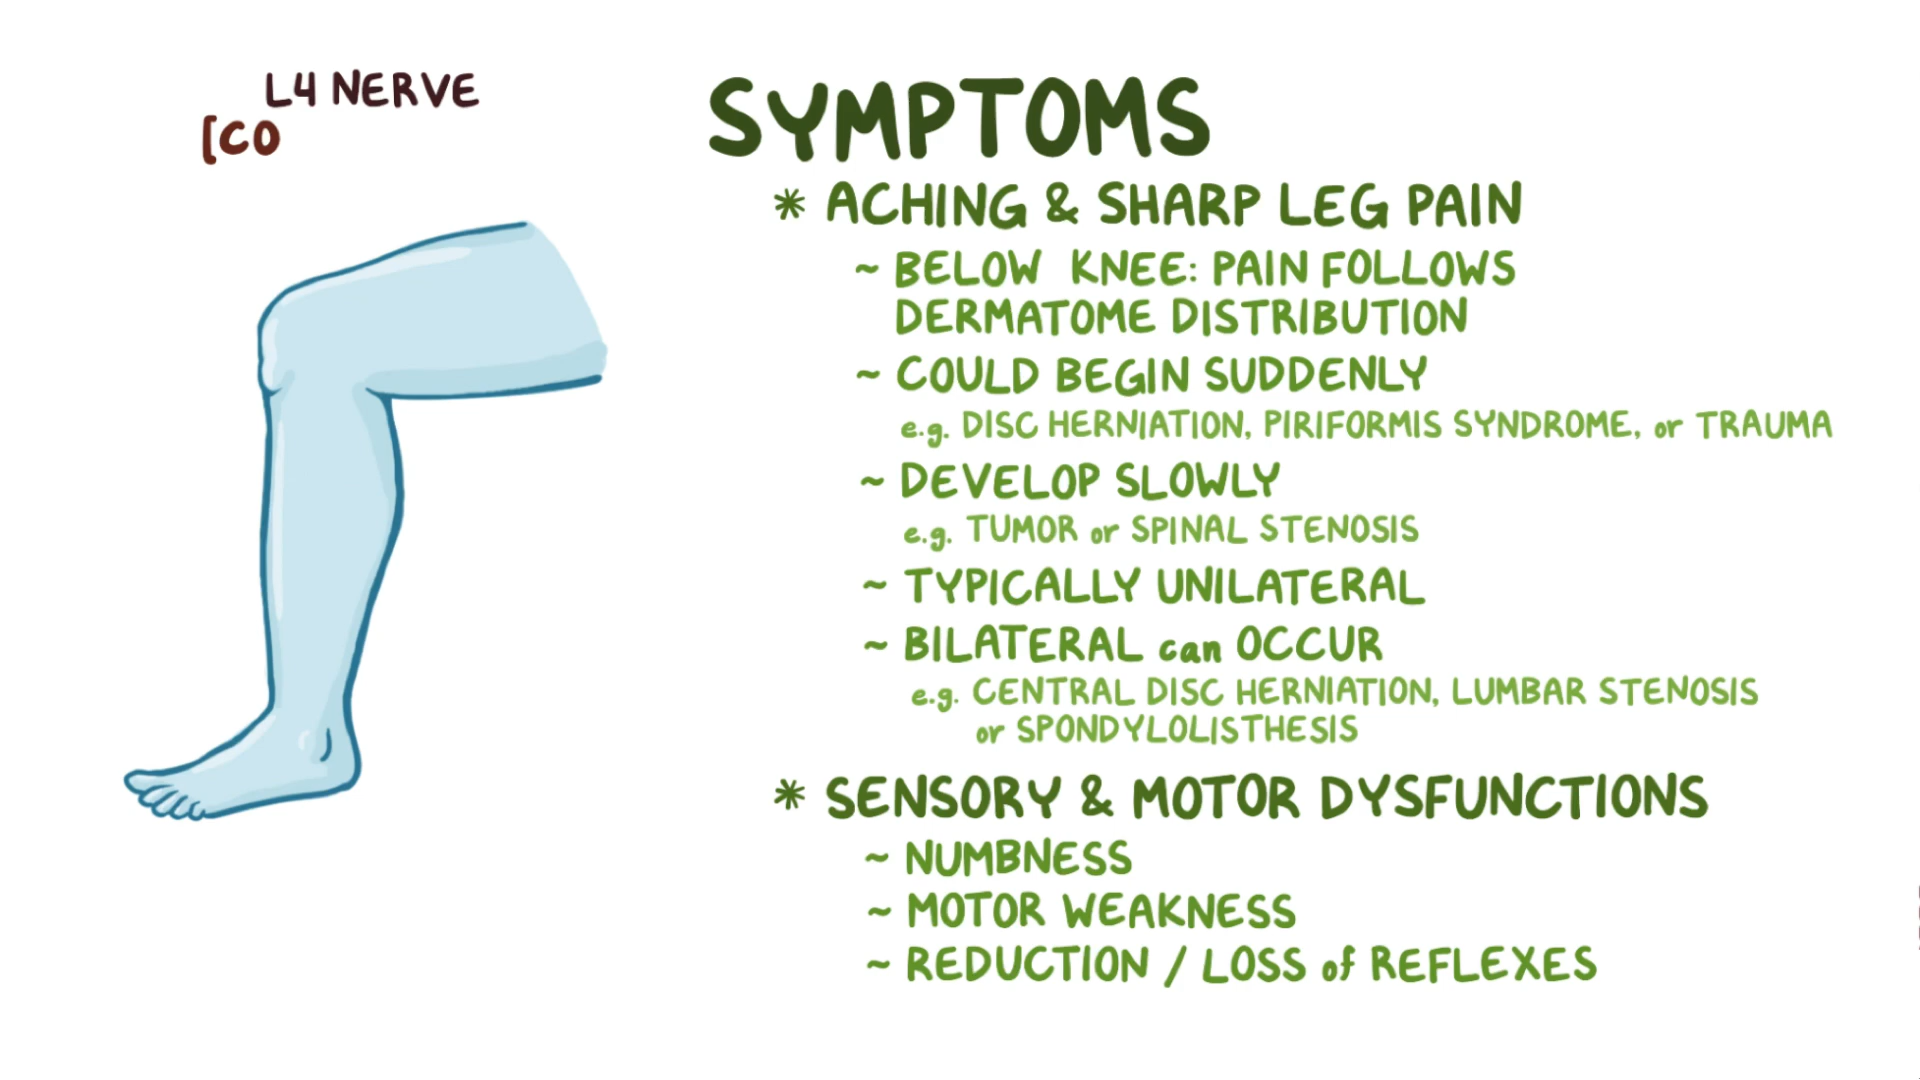 L4 NERVE
[CO
SYMPTOMS
* ACHING & SHARP LEG PAIN
~ BELOW KNEE: PAIN FOLLOWS
DERMATOME DISTRIBUTION
~ COULD BEGIN SUDDENLY
e.g. DISC HERNIATION, PIRIFORMIS SYNDROME, or TRAUMA
~ DEVELOP SLOWLY
e.g. TUMOR or SPINAL STENOSIS
~ TYPICALLY UNILATERAL
~ BILATERAL can OCCUR
e.g. CENTRAL DISC HERNIATION, LUMBAR STENOSIS
or SPONDYLOLISTHESIS
* SENSORY & MOTOR DYSFUNCTIONS
~ NUMBNESS
~ MOTOR WEAKNESS
~ REDUCTION / LOSS of REFLEXES